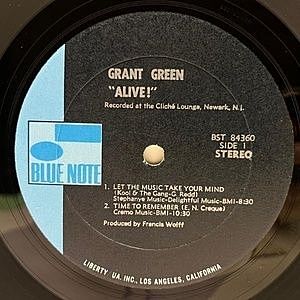 GRANT GREEN
"ALIVE!"
Recorded at the Cliché Lounge, Newark, N.J.
BST 84360
SIDE 1
STEREO
BLUE NOTE
1. LET THE MUSIC TAKE YOUR MIND
(Kool & The Gang-G. Redd)
Stephanye Music-Delightful Music-BMI-8:30
2. TIME TO REMEMBER (E. N. Creque)
Cremo Music-BMI-10:30
Produced by Francis Wolff
LIBERTY UA, INC., LOS ANGELES, CALIFORNIA